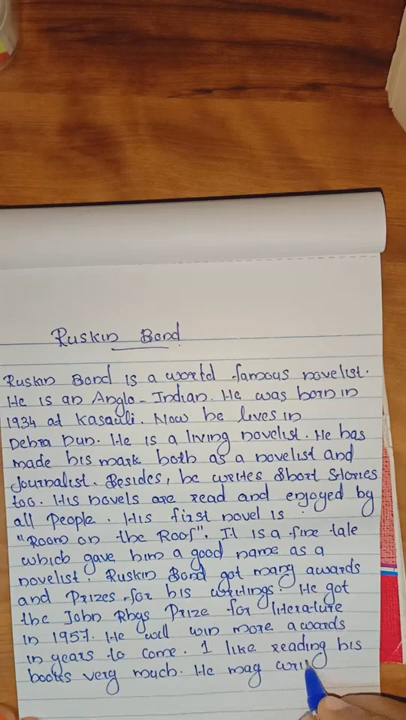 Ruskin Bond
Ruskin Bond is a world famous novelist.
He is an Anglo-Indian. He was born in
1934 at Kasauli. Now he lives in
Dehra Dun. He is a living novelist. He has
made his mark both as a novelist and
Journalist. Besides, he writes Short Stories
too. His novels are read and enjoyed by
all People. His first novel is
"Room on the Roof". It is a fine tale
which gave him a good name as a
novelist. Ruskin Bond got many awards
and Prizes for his writings. He got
the John Rhys Prize for literature
in 1957. He will win more awards
in years to come. I like reading his
books very much. He may wri